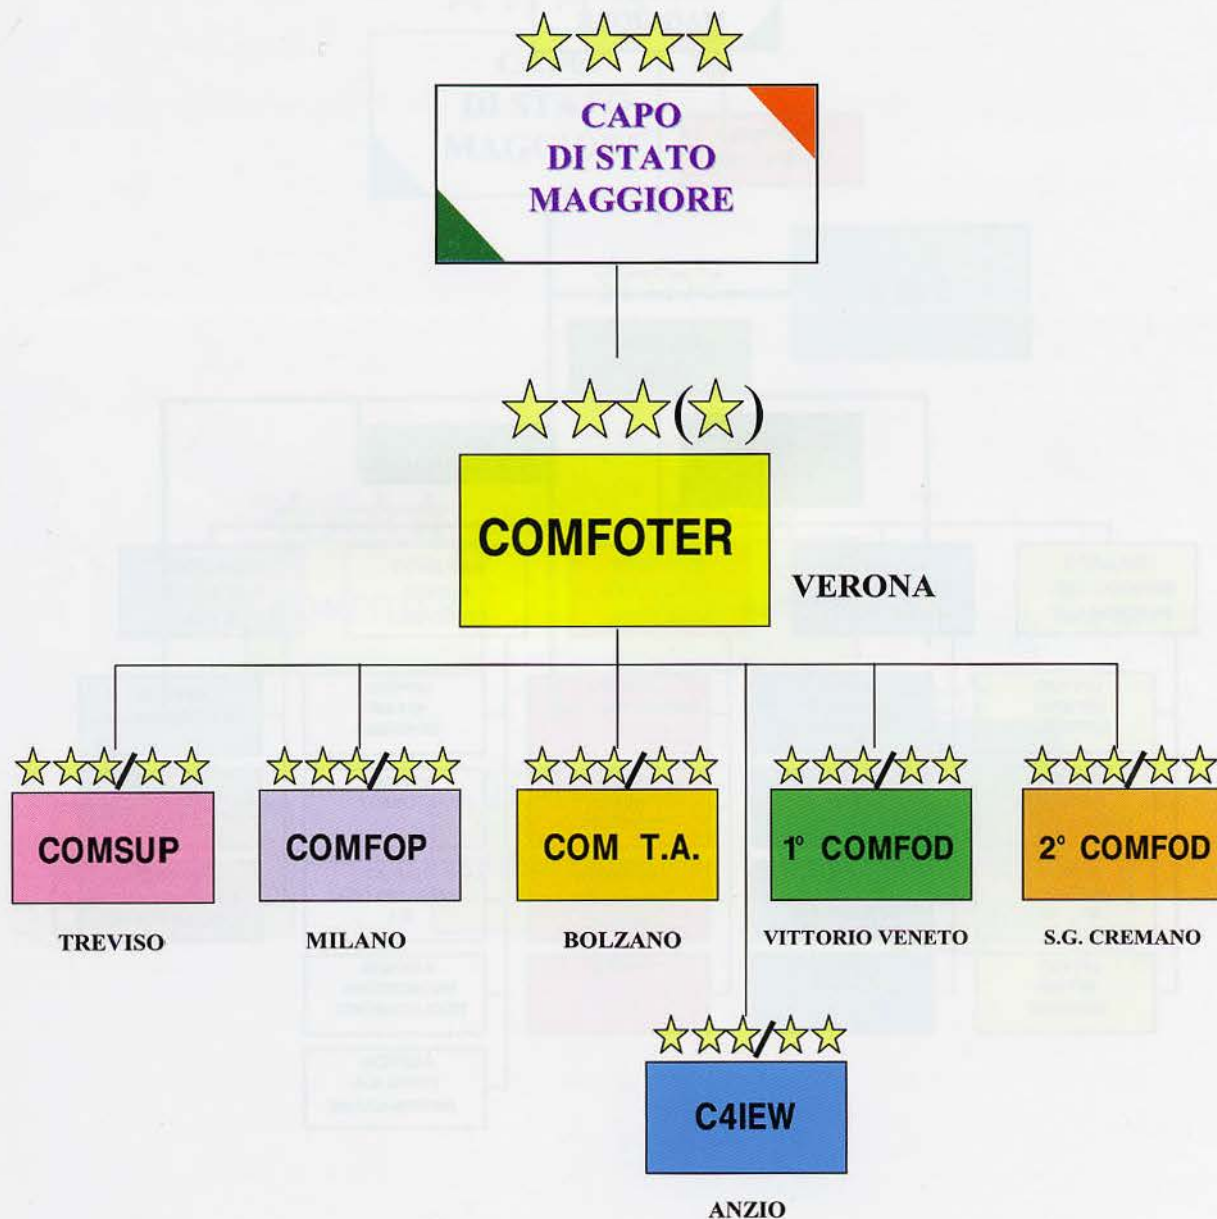 CAPO
DI STATO
MAGGIORE
COMFOTER
VERONA
COMSUP
TREVISO
COMFOP
MILANO
COM T.A.
BOLZANO
1° COMFOD
VITTORIO VENETO
2° COMFOD
S.G. CREMANO
C4IEW
ANZIO